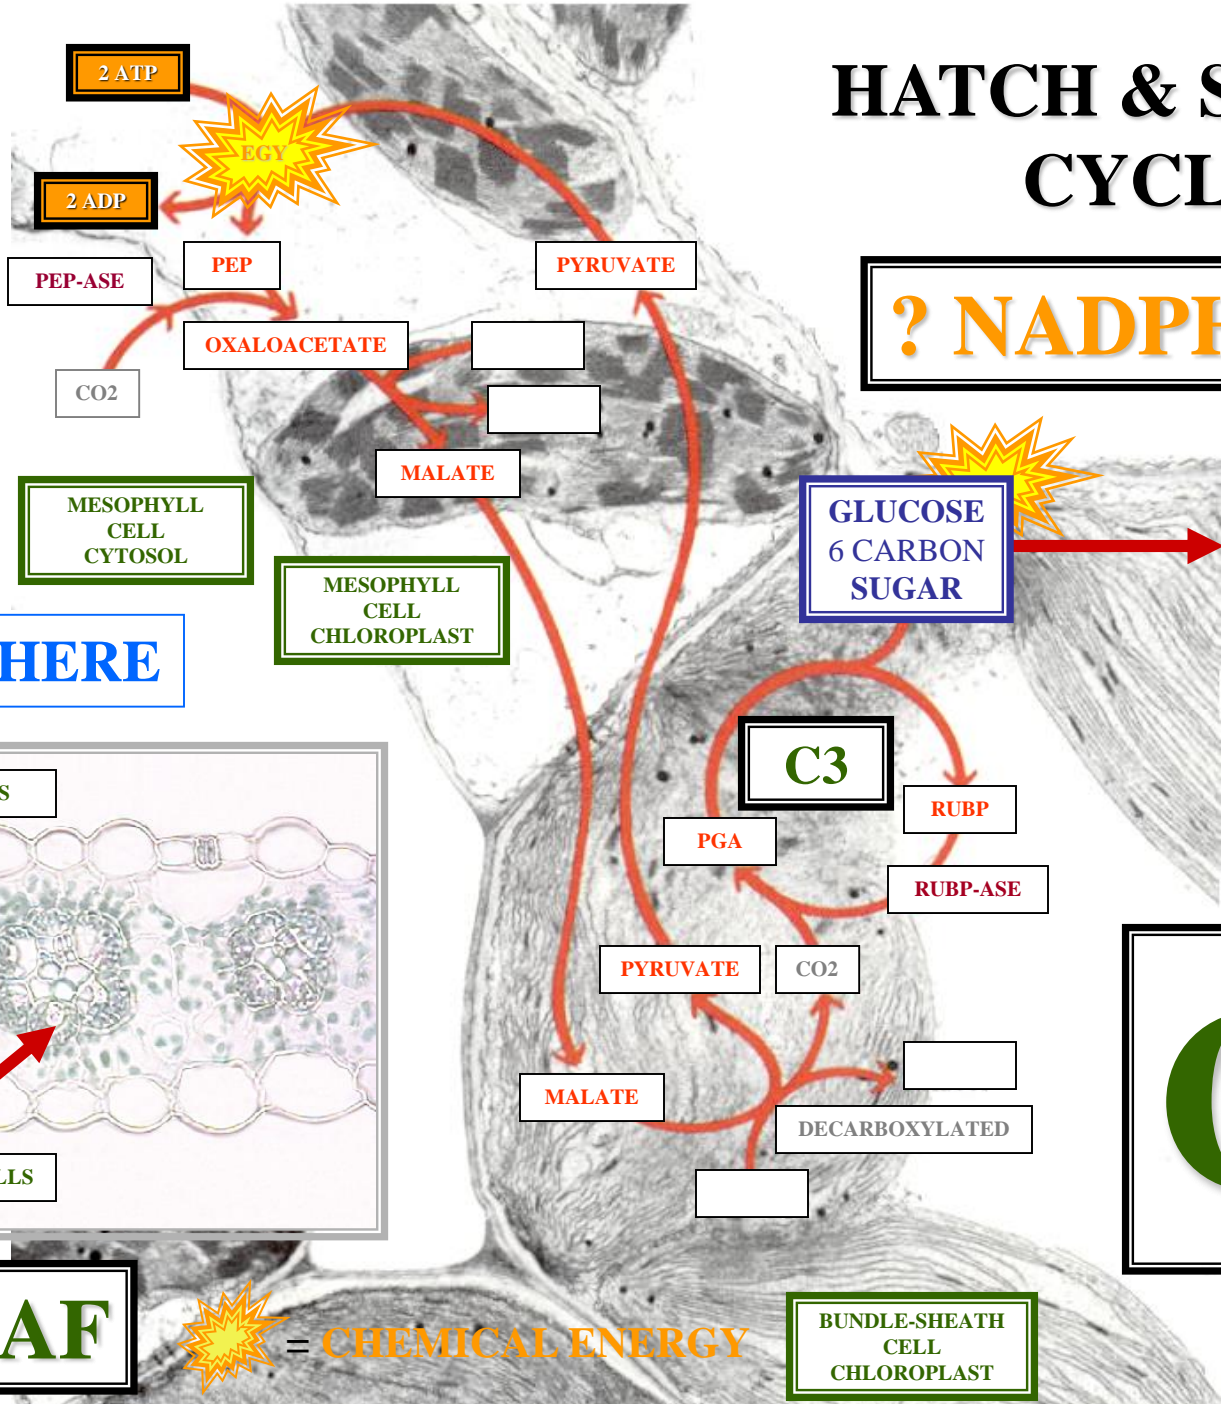 HATCH & S
CYCL
2 ATP
EGY
2 ADP
PEP-ASE
PEP
PYRUVATE
? NADPH
OXALOACETATE
CO2
MALATE
MESOPHYLL
CELL
CYTOSOL
GLUCOSE
6 CARBON
SUGAR
MESOPHYLL
CELL
CHLOROPLAST
HERE
C3
S
RUBP
PGA
RUBP-ASE
PYRUVATE
CO2
MALATE
DECARBOXYLATED
LLS
AF
= CHEMICAL ENERGY
BUNDLE-SHEATH
CELL
CHLOROPLAST